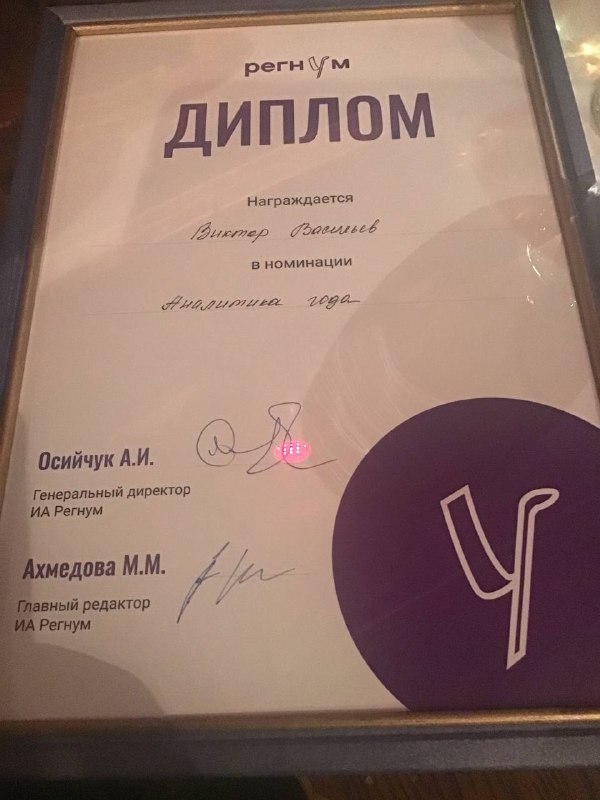 регнум
ДИПЛОМ
Награждается
Виктор Васильев
в номинации
Аналитика года
Осийчук А.И.
Генеральный директор
ИА Регнум
Ахмедова М.М.
Главный редактор
ИА Регнум